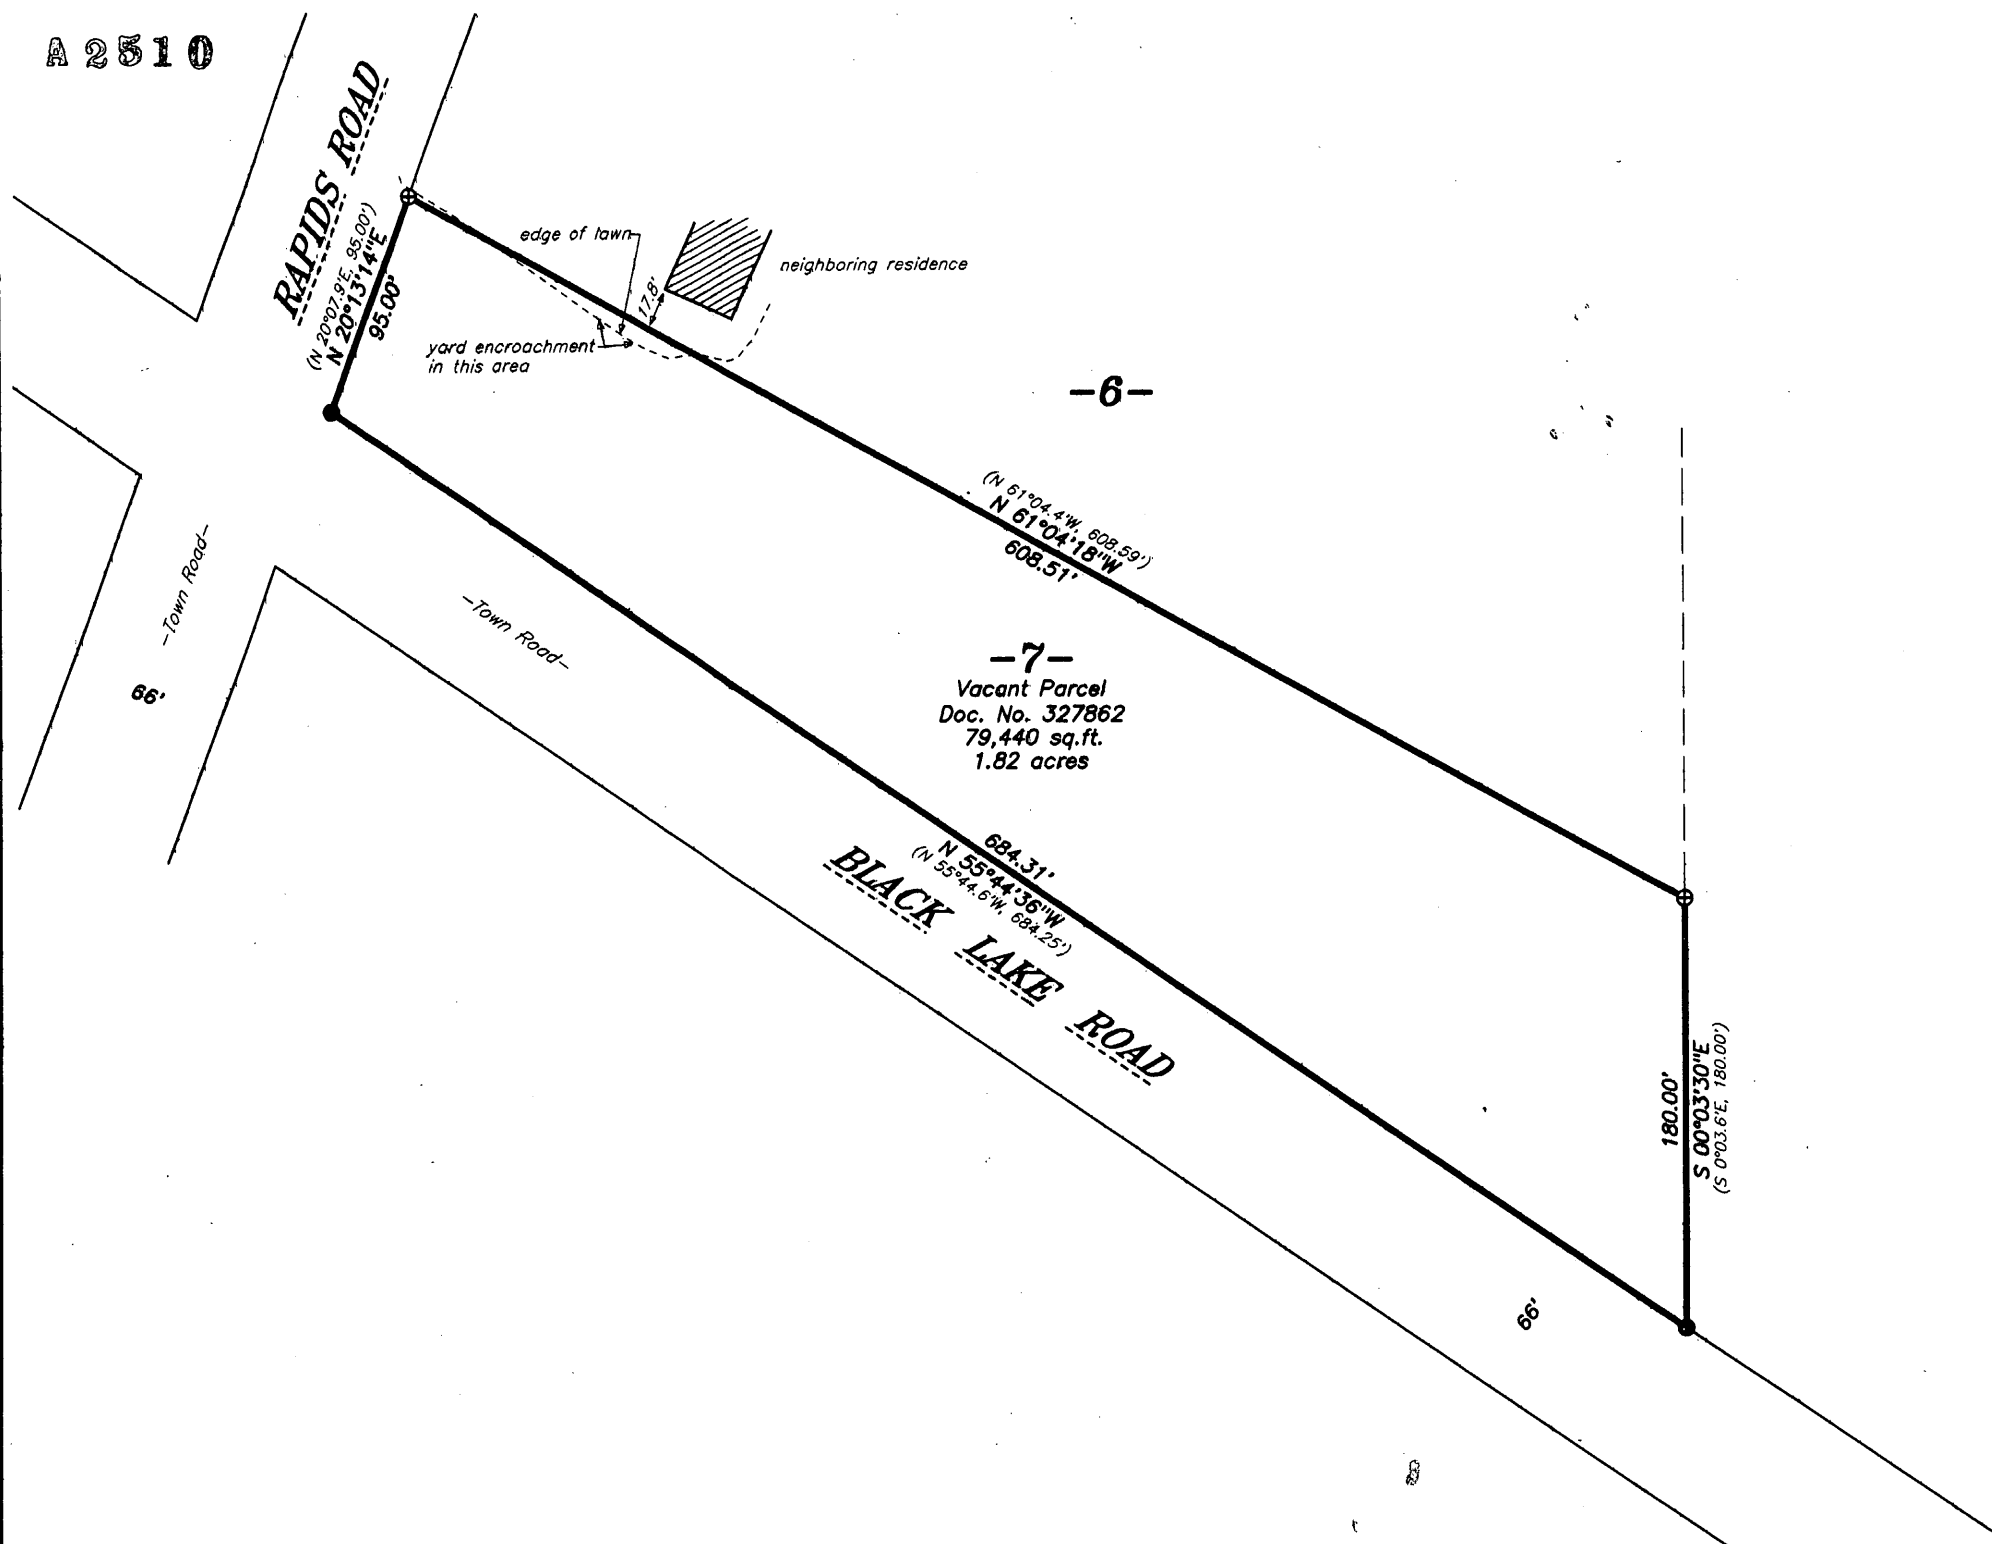 A2510
RAPIDS ROAD
(N 20°07.9'E, 95.00')
N 20°13'14"E
95.00'
edge of lawn
17.8'
neighboring residence
yard encroachment
in this area
-6-
(N 61°04.4'W, 608.59')
N 61°04'18"W
608.51'
-Town Road-
66'
-Town Road-
-7-
Vacant Parcel
Doc. No. 327862
79,440 sq.ft.
1.82 acres
684.31'
N 55°44'36"W
(N 55°44.6'W, 684.25')
BLACK LAKE ROAD
180.00'
S 00°03'30"E
(S 0°03.6'E, 180.00')
66'